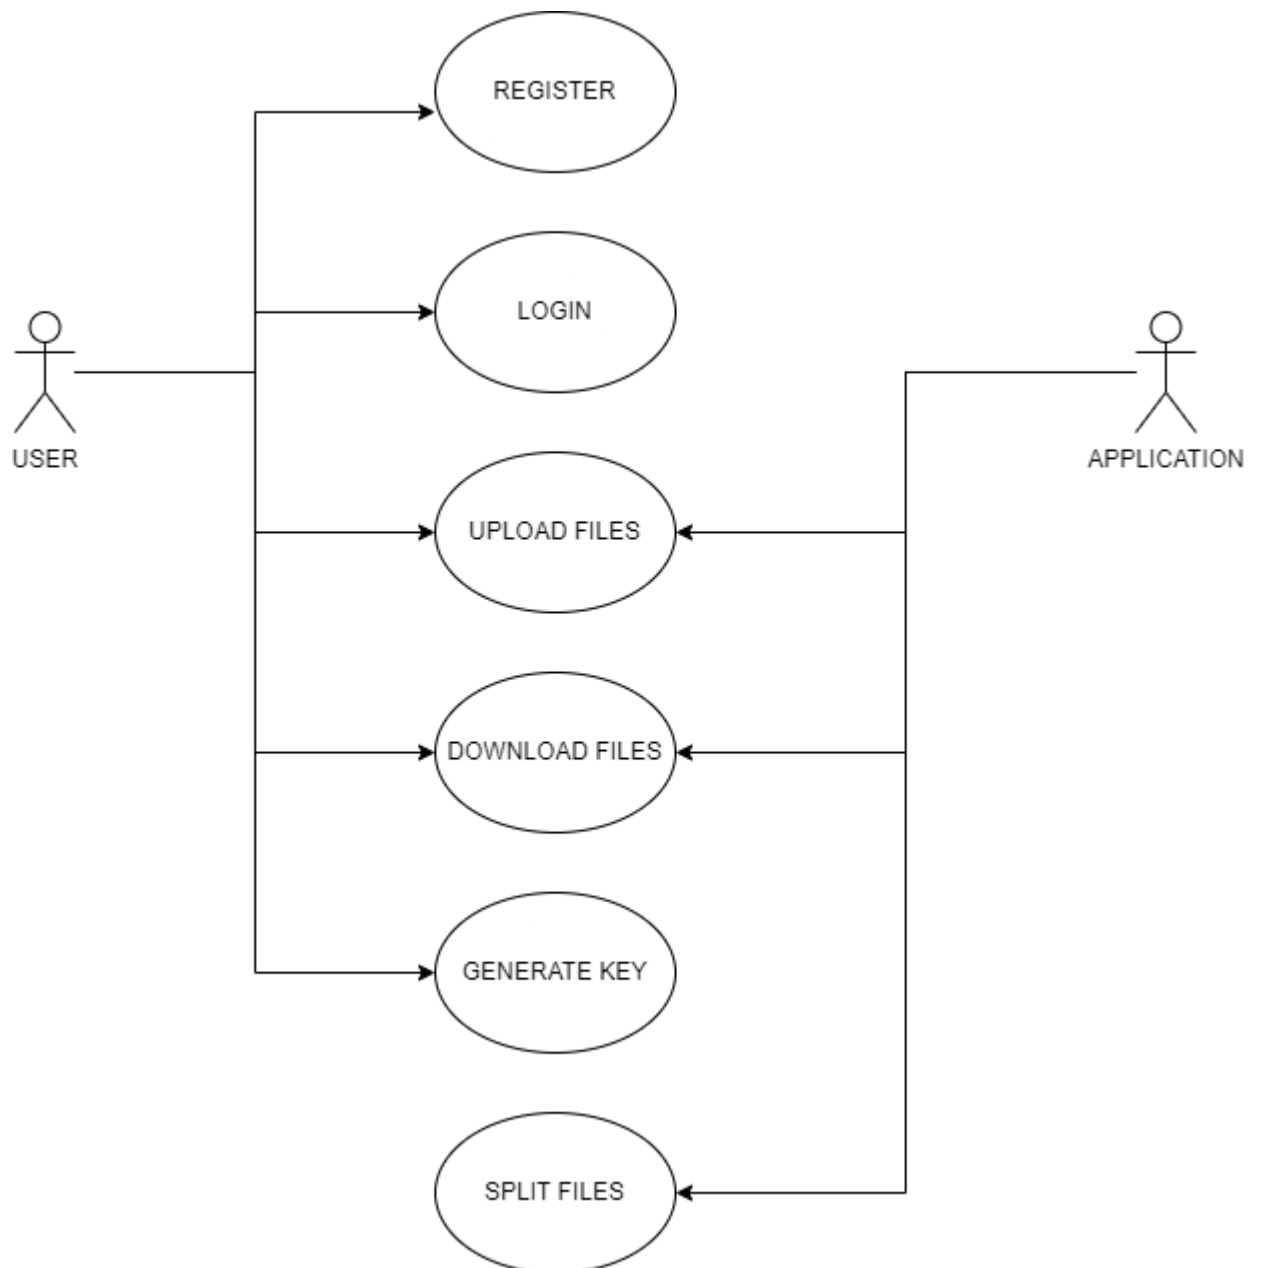 REGISTER
LOGIN
USER
APPLICATION
UPLOAD FILES
DOWNLOAD FILES
GENERATE KEY
SPLIT FILES